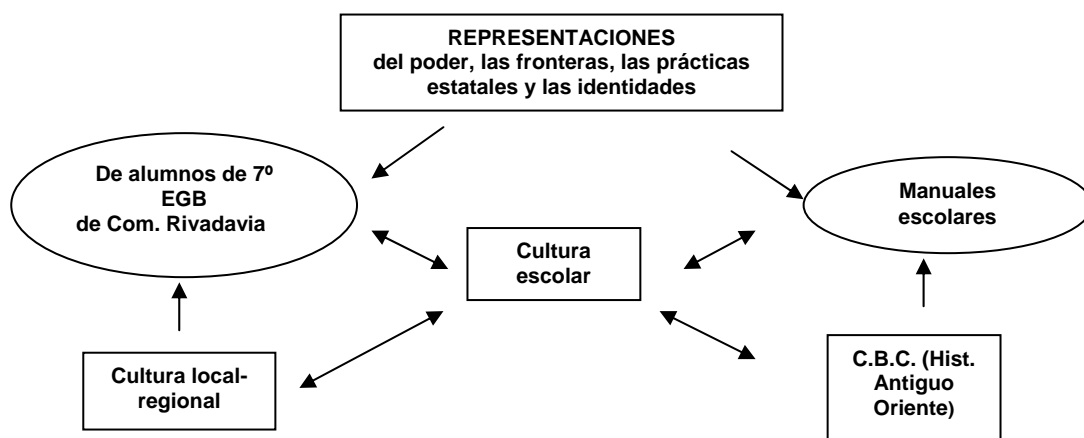 REPRESENTACIONES
del poder, las fronteras, las prácticas
estatales y las identidades
De alumnos de 7º
EGB
de Com. Rivadavia
Manuales
escolares
Cultura
escolar
Cultura local-
regional
C.B.C. (Hist.
Antiguo
Oriente)